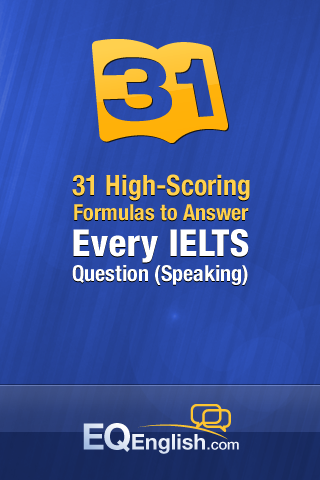 31
31 High-Scoring
Formulas to Answer
Every IELTS
Question (Speaking)
EQEnglish.com